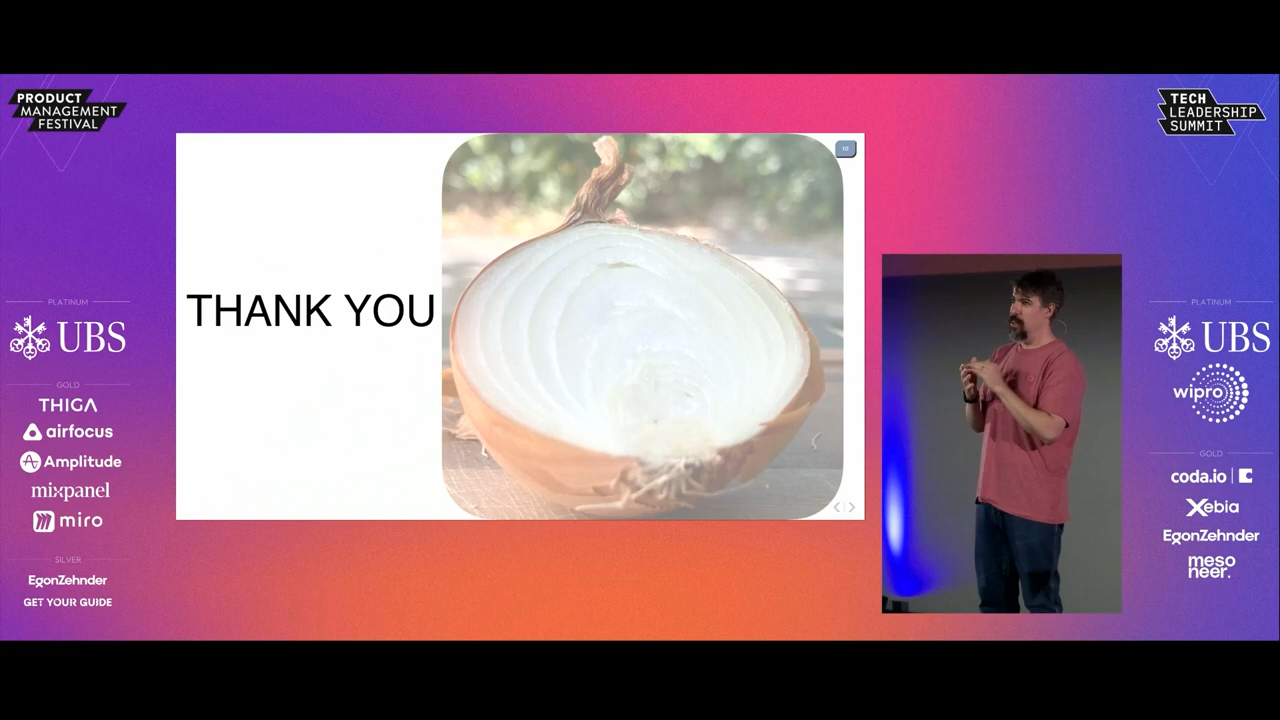 PRODUCT
MANAGEMENT
FESTIVAL
TECH
LEADERSHIP
SUMMIT
THANK YOU
PLATINUM
UBS
GOLD
THIGA
airfocus
Amplitude
mixpanel
miro
SILVER
EgonZehnder
GET YOUR GUIDE
PLATINUM
UBS
wipro
GOLD
coda.io
Xebia
EgonZehnder
meso
neer.